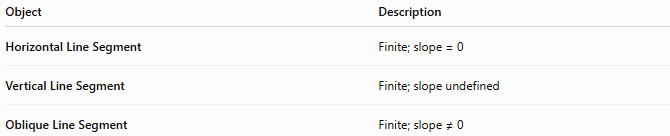 Object Description
Horizontal Line Segment Finite; slope = 0
Vertical Line Segment Finite; slope undefined
Oblique Line Segment Finite; slope ≠ 0